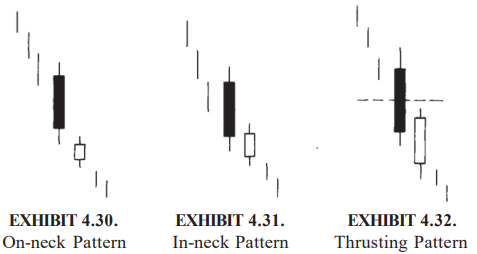 EXHIBIT 4.30.
On-neck Pattern
EXHIBIT 4.31.
In-neck Pattern
EXHIBIT 4.32.
Thrusting Pattern